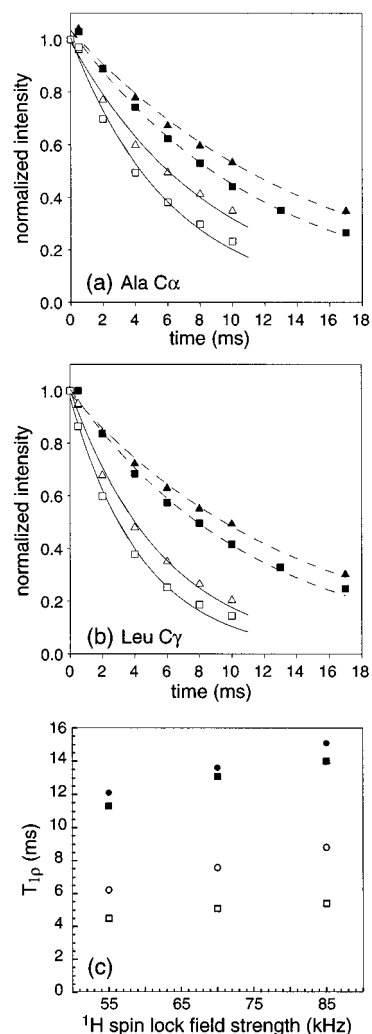 normalized intensity
1.0
0.8
0.6
0.4
0.2
0.0
(a) Ala Cα
0 2 4 6 8 10 12 14 16 18
time (ms)
normalized intensity
1.0
0.8
0.6
0.4
0.2
0.0
(b) Leu Cγ
0 2 4 6 8 10 12 14 16 18
time (ms)
T1ρ (ms)
16
14
12
10
8
6
4
2
0
(c)
55 65 75 85
1H spin lock field strength (kHz)